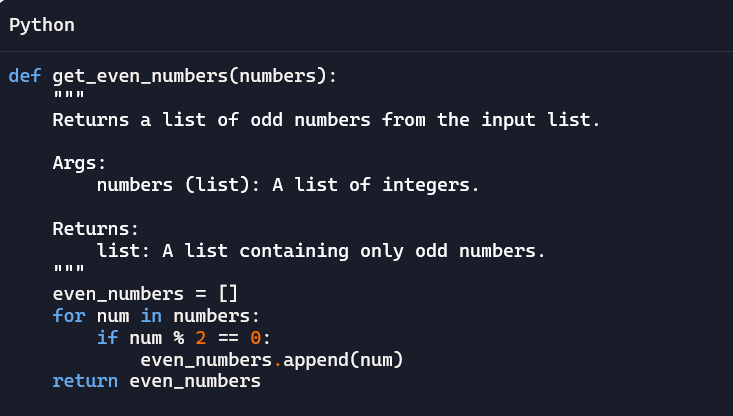 Python
def get_even_numbers(numbers):
    """
    Returns a list of odd numbers from the input list.

    Args:
        numbers (list): A list of integers.

    Returns:
        list: A list containing only odd numbers.
    """
    even_numbers = []
    for num in numbers:
        if num % 2 == 0:
            even_numbers.append(num)
    return even_numbers